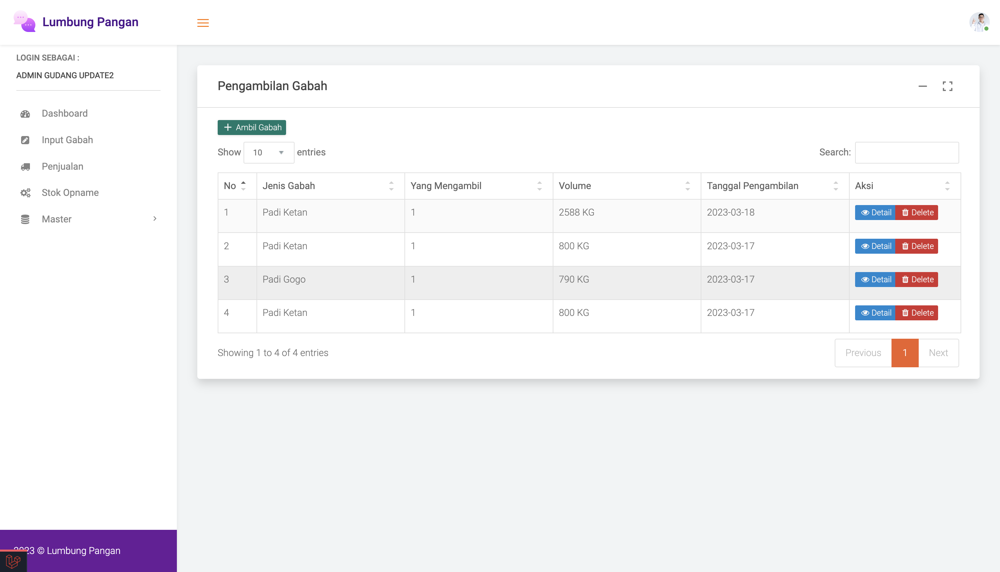 Lumbung Pangan
LOGIN SEBAGAI :
ADMIN GUDANG UPDATE2
Dashboard
Input Gabah
Penjualan
Stok Opname
Master
Pengambilan Gabah
Ambil Gabah
Show 10 entries
Search:
No Jenis Gabah Yang Mengambil Volume Tanggal Pengambilan Aksi
1 Padi Ketan 1 2588 KG 2023-03-18 Detail Delete
2 Padi Ketan 1 800 KG 2023-03-17 Detail Delete
3 Padi Gogo 1 790 KG 2023-03-17 Detail Delete
4 Padi Ketan 1 800 KG 2023-03-17 Detail Delete
Showing 1 to 4 of 4 entries
Previous 1 Next
2023 © Lumbung Pangan